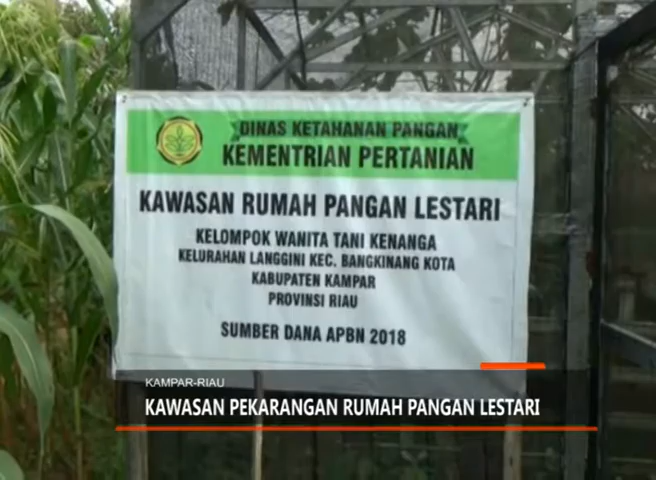 DINAS KETAHANAN PANGAN
KEMENTRIAN PERTANIAN
KAWASAN RUMAH PANGAN LESTARI
KELOMPOK WANITA TANI KENANGA
KELURAHAN LANGGINI KEC. BANGKINANG KOTA
KABUPATEN KAMPAR
PROVINSI RIAU
SUMBER DANA APBN 2018
KAMPAR-RIAU
KAWASAN PEKARANGAN RUMAH PANGAN LESTARI